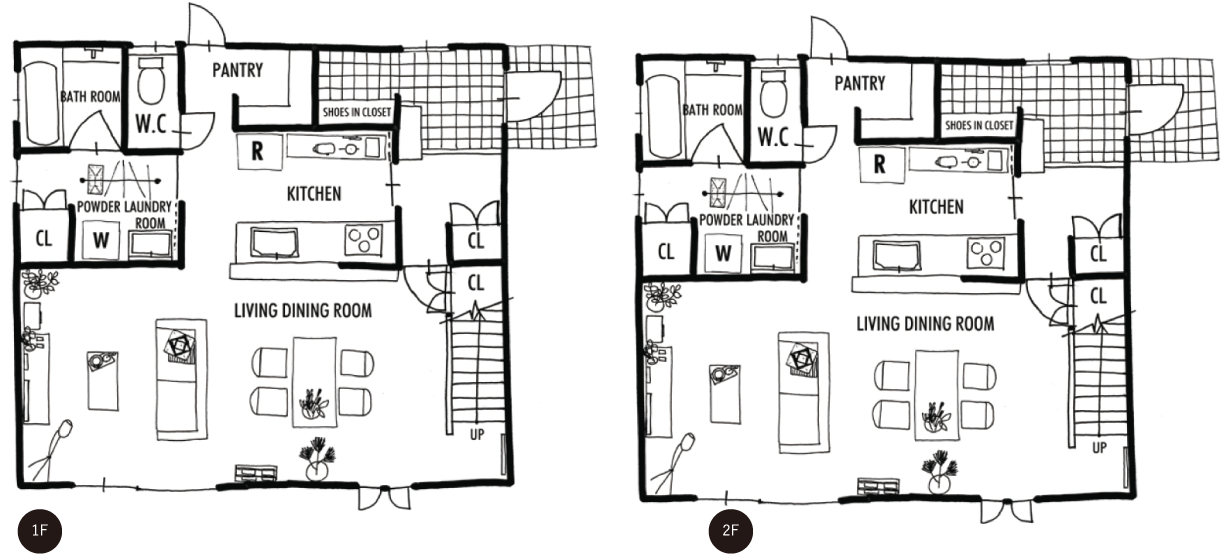 PANTRY
BATH ROOM
W.C
SHOES IN CLOSET
R
KITCHEN
POWDER LAUNDRY
ROOM
CL
W
CL
CL
LIVING DINING ROOM
UP
1F
PANTRY
BATH ROOM
W.C
SHOES IN CLOSET
R
KITCHEN
POWDER LAUNDRY
ROOM
CL
W
CL
CL
LIVING DINING ROOM
UP
2F